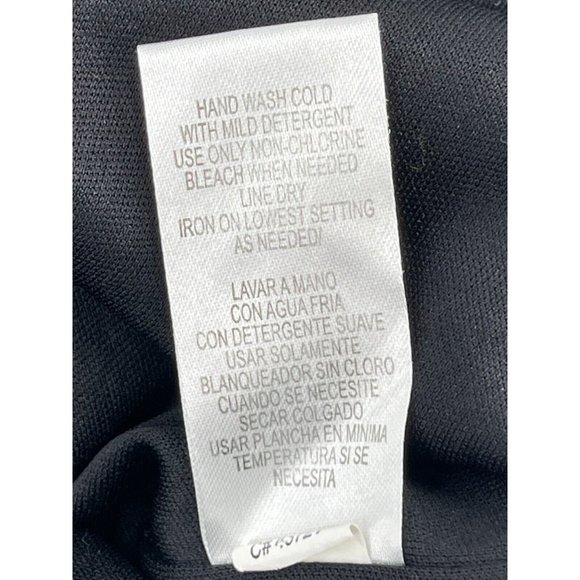 HAND WASH COLD
WITH MILD DETERGENT
USE ONLY NON-CHLORINE
BLEACH WHEN NEEDED
LINE DRY
IRON ON LOWEST SETTING
AS NEEDED/
LAVAR A MANO
CON AGUA FRIA
CON DETERGENTE SUAVE
USAR SOLAMENTE
BLANQUEADOR SIN CLORO
CUANDO SE NECESITE
SECAR COLGADO
USAR PLANCHA EN MINIMA
TEMPERATURA SI SE
NECESITA